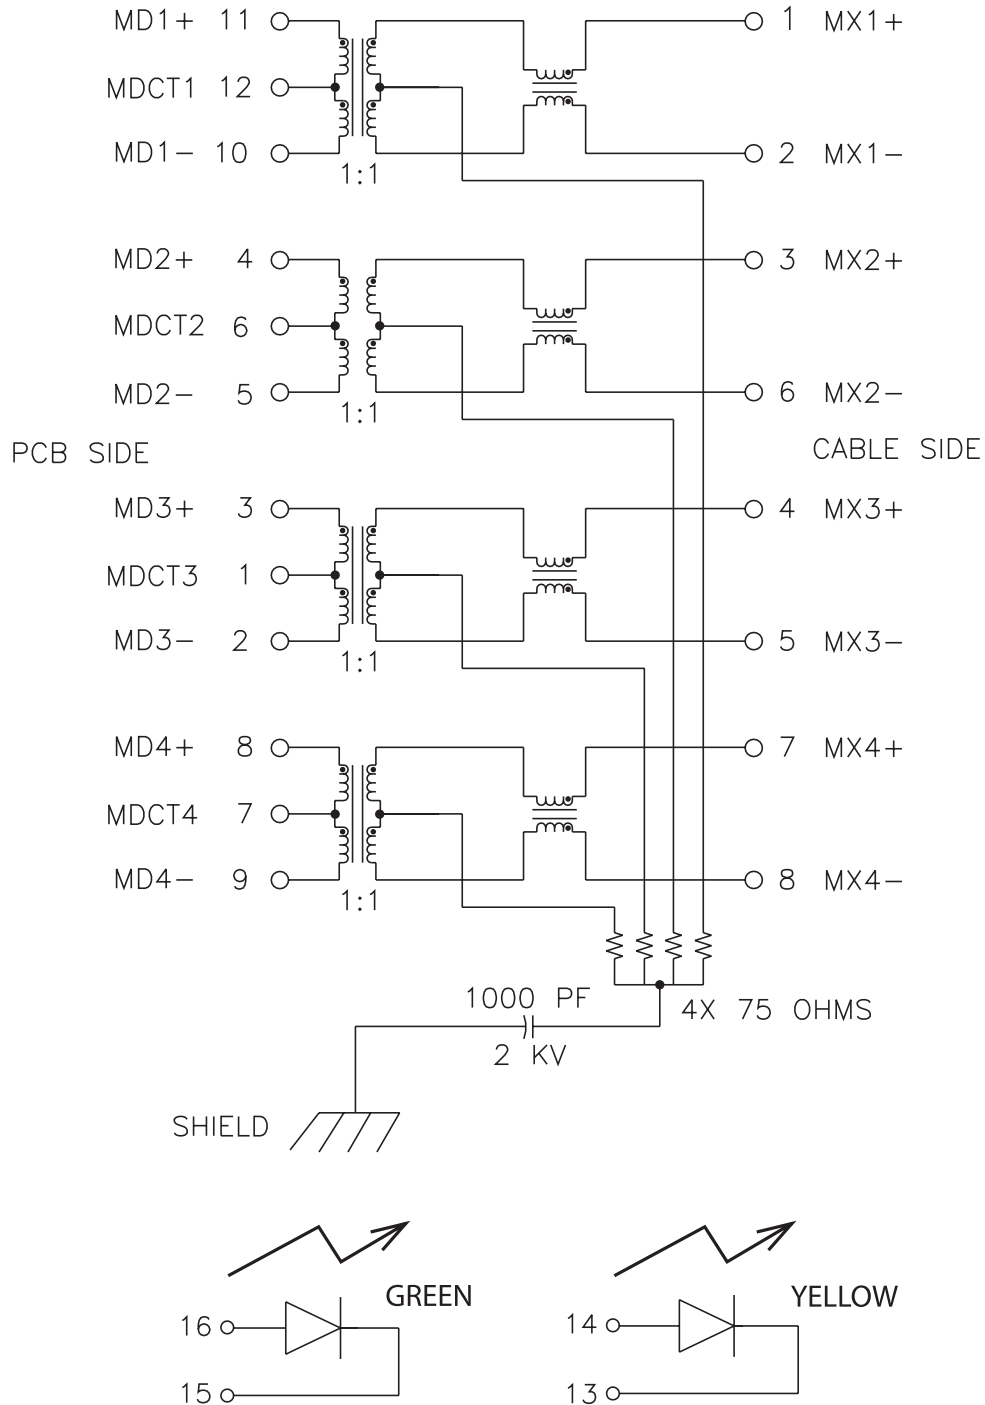 MD1+ 11 1 MX1+
MDCT1 12
MD1- 10 2 MX1-
1:1
MD2+ 4 3 MX2+
MDCT2 6
MD2- 5 6 MX2-
1:1
PCB SIDE CABLE SIDE
MD3+ 3 4 MX3+
MDCT3 1
MD3- 2 5 MX3-
1:1
MD4+ 8 7 MX4+
MDCT4 7
MD4- 9 8 MX4-
1:1
1000 PF
4X 75 OHMS
2 KV
SHIELD
GREEN YELLOW
16 14
15 13